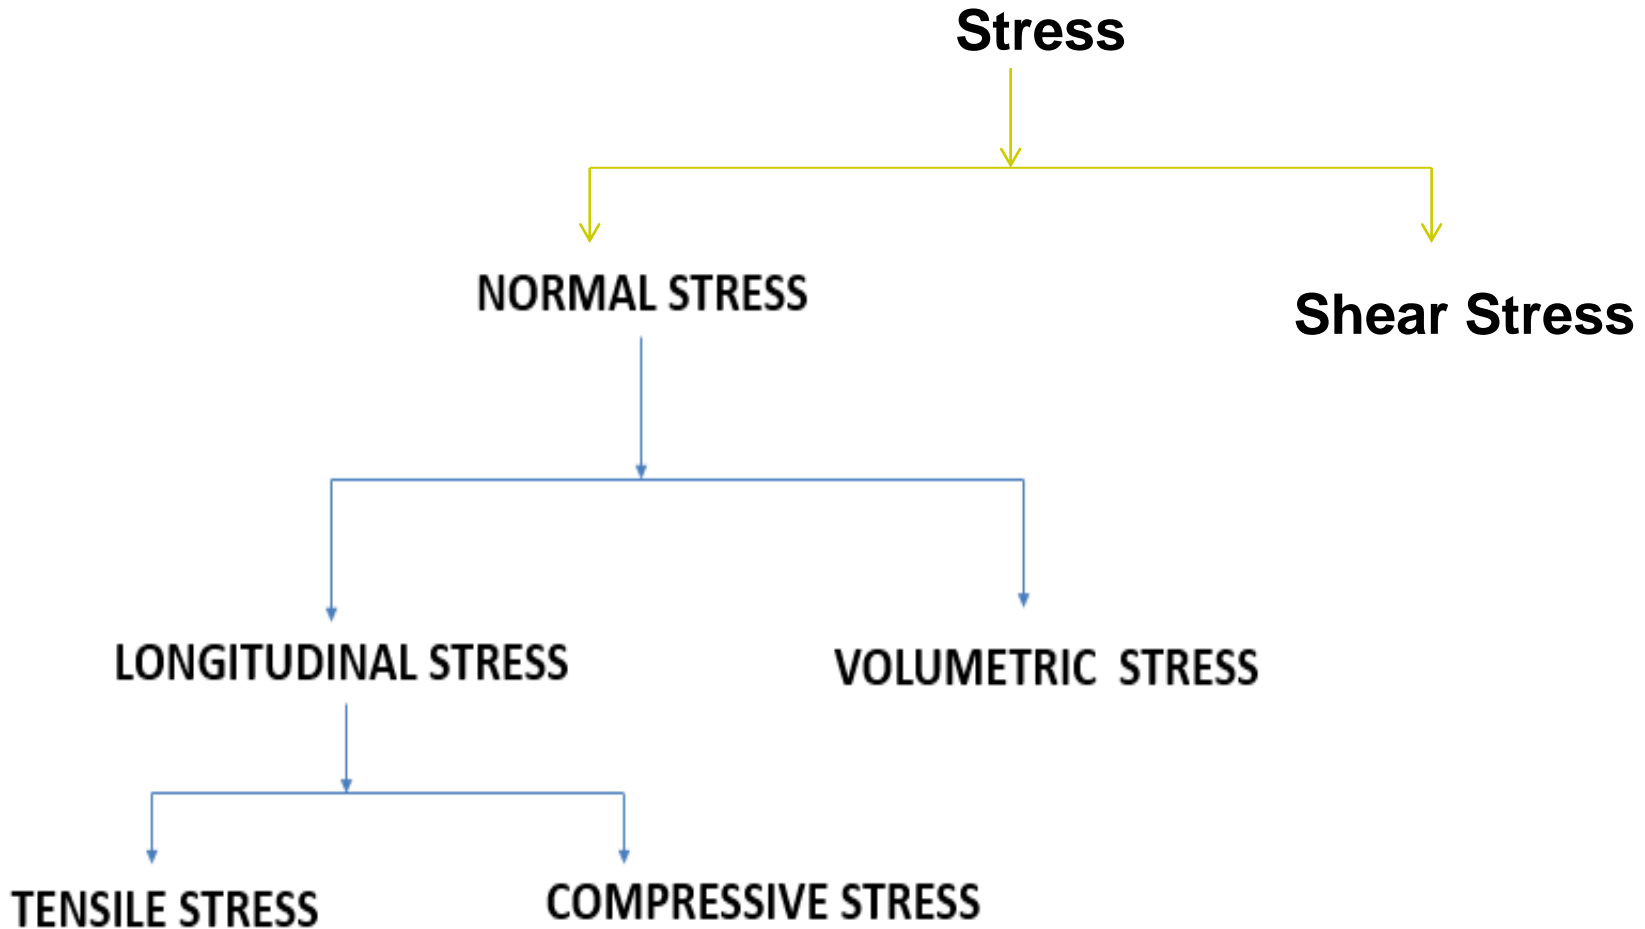 Stress
NORMAL STRESS
Shear Stress
LONGITUDINAL STRESS
VOLUMETRIC STRESS
TENSILE STRESS
COMPRESSIVE STRESS